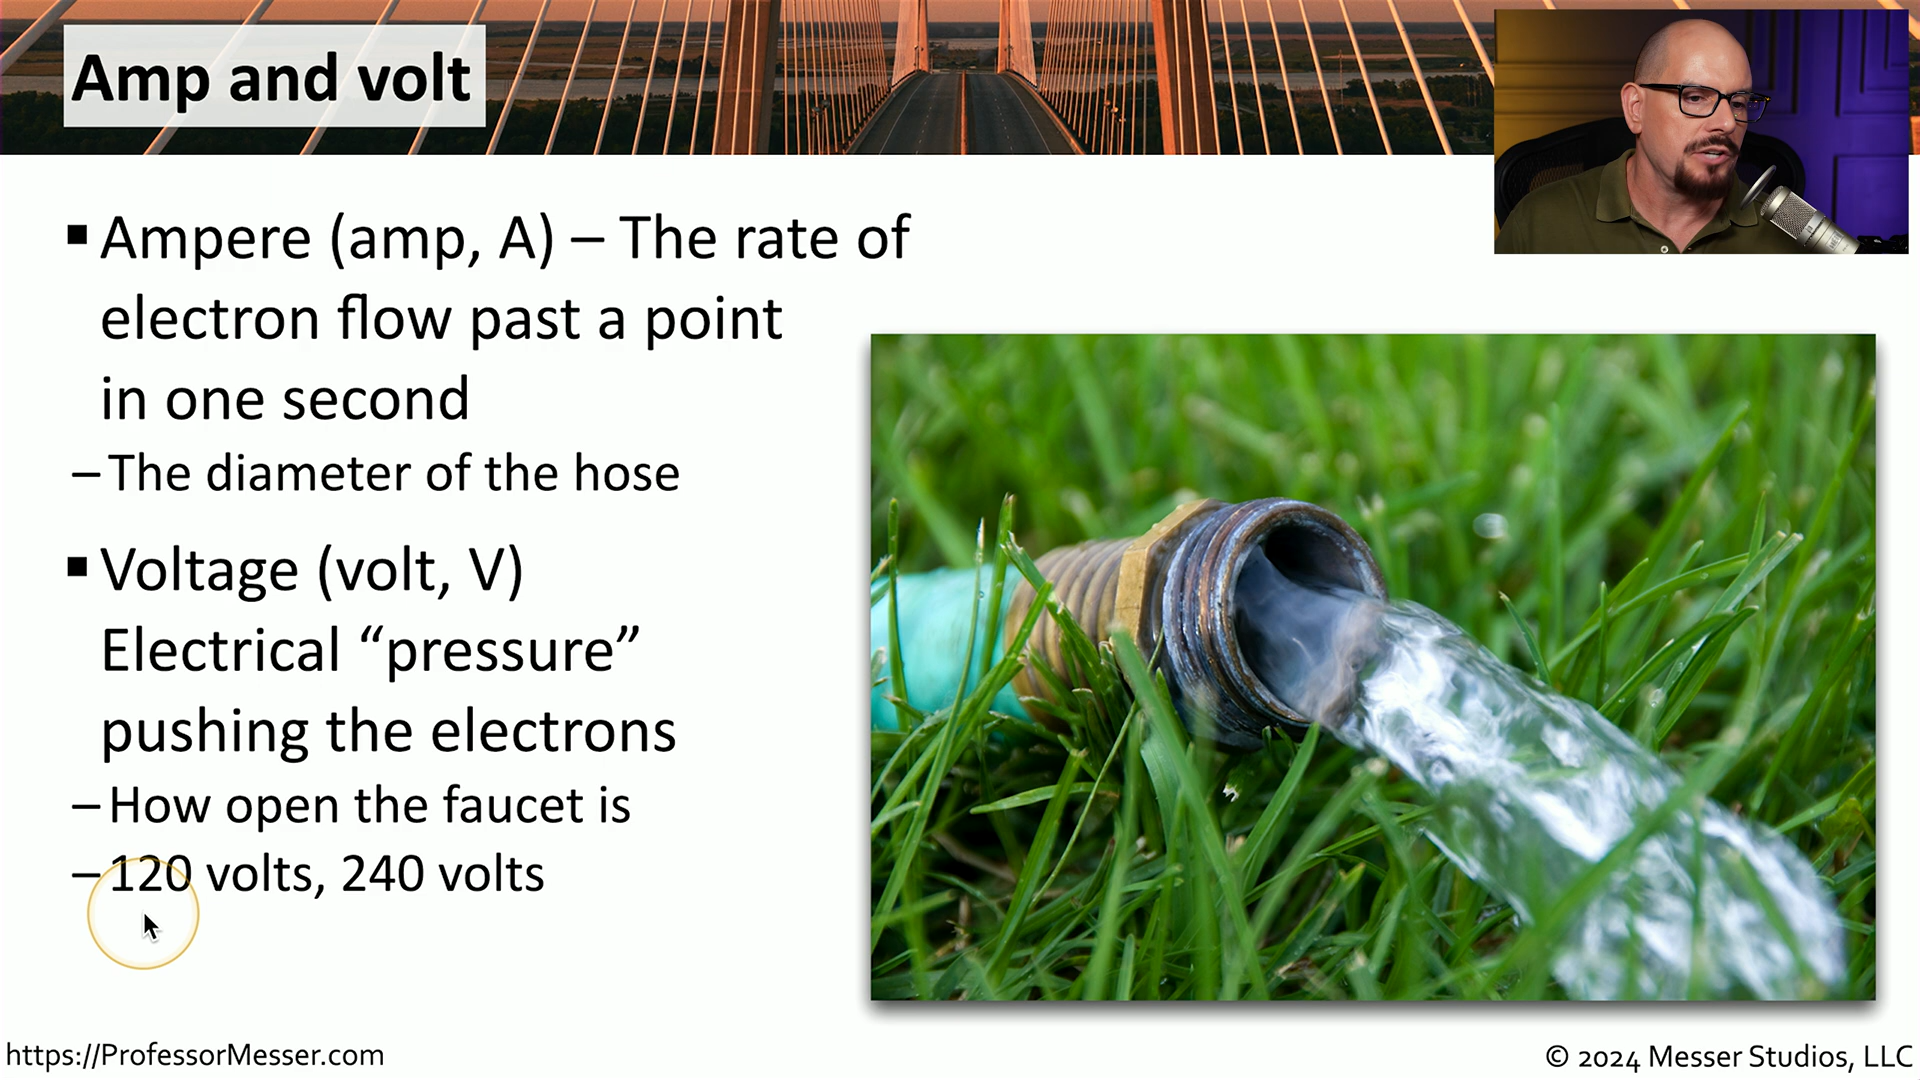 Amp and volt
▪ Ampere (amp, A) – The rate of
electron flow past a point
in one second
– The diameter of the hose
▪ Voltage (volt, V)
Electrical “pressure”
pushing the electrons
– How open the faucet is
– 120 volts, 240 volts
https://ProfessorMesser.com
© 2024 Messer Studios, LLC